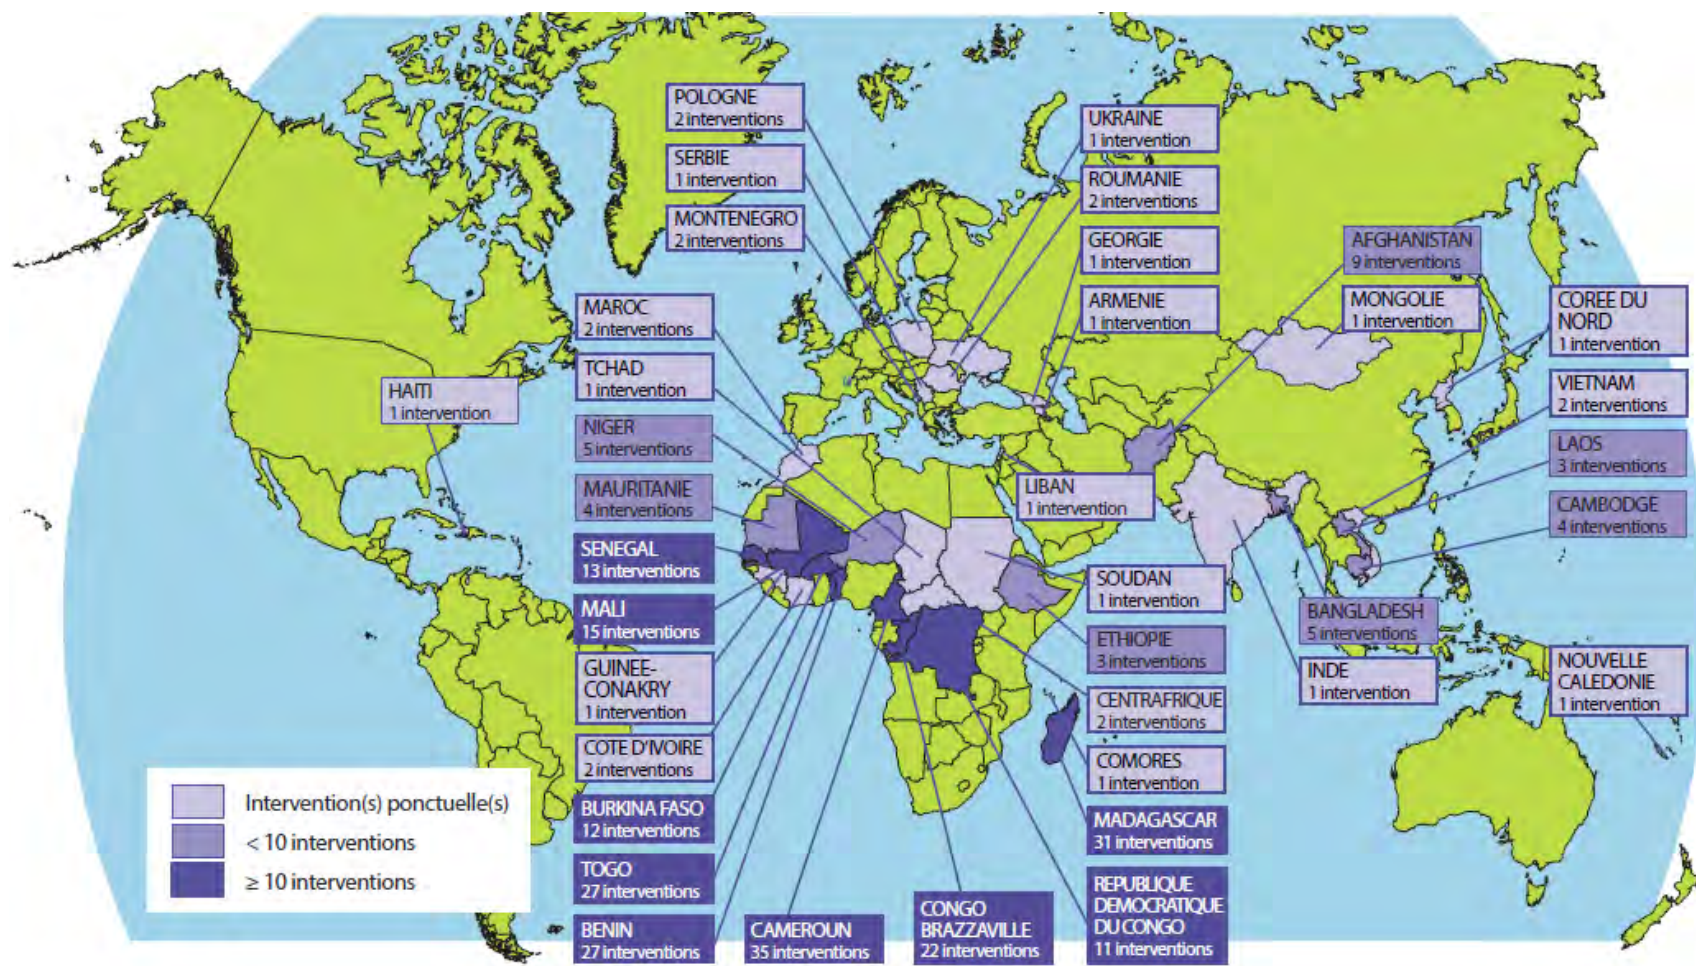 POLOGNE
2 interventions
SERBIE
1 intervention
MONTENEGRO
2 interventions
UKRAINE
1 intervention
ROUMANIE
2 interventions
GEORGIE
1 intervention
ARMENIE
1 intervention
AFGHANISTAN
9 interventions
MONGOLIE
1 intervention
COREE DU
NORD
1 intervention
VIETNAM
2 interventions
LAOS
3 interventions
CAMBODGE
4 interventions
HAITI
1 intervention
MAROC
2 interventions
TCHAD
1 intervention
NIGER
5 interventions
MAURITANIE
4 interventions
SENEGAL
13 interventions
MALI
15 interventions
GUINEE-
CONAKRY
1 intervention
COTE D'IVOIRE
2 interventions
BURKINA FASO
12 interventions
TOGO
27 interventions
BENIN
27 interventions
LIBAN
1 intervention
SOUDAN
1 intervention
ETHIOPIE
3 interventions
CENTRAFRIQUE
2 interventions
COMORES
1 intervention
MADAGASCAR
31 interventions
REPUBLIQUE
DEMOCRATIQUE
DU CONGO
11 interventions
CONGO
BRAZZAVILLE
22 interventions
CAMEROUN
35 interventions
BANGLADESH
5 interventions
INDE
1 intervention
NOUVELLE
CALEDONIE
1 intervention
Intervention(s) ponctuelle(s)
< 10 interventions
≥ 10 interventions